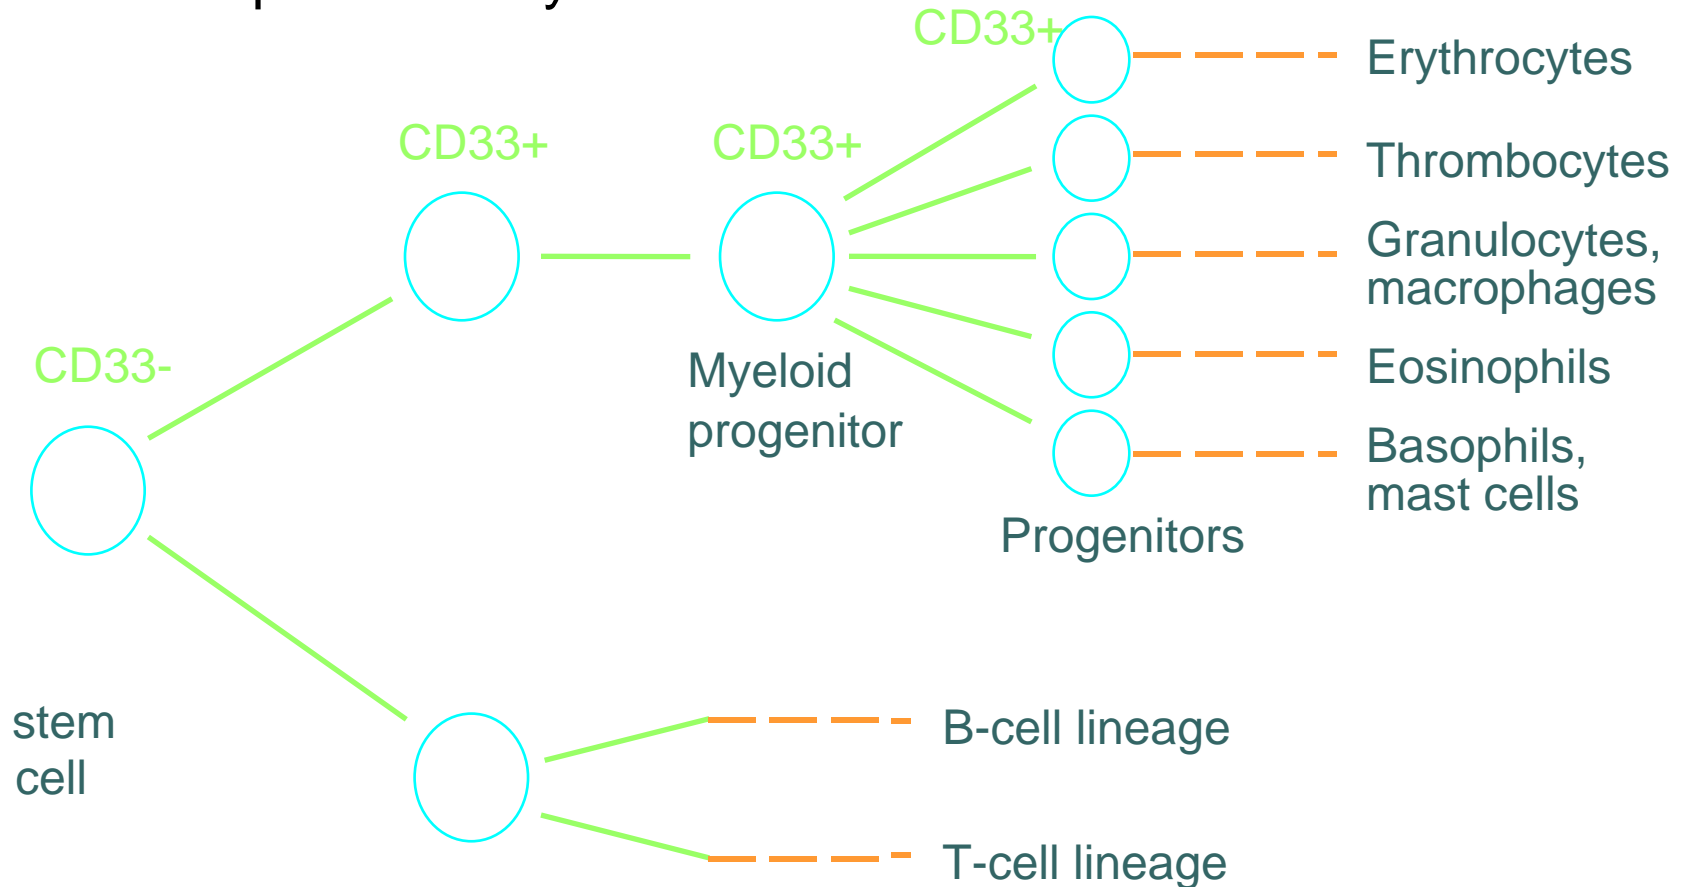 CD33+
Erythrocytes
CD33+
CD33+
Thrombocytes
Granulocytes,
macrophages
CD33-
Myeloid
progenitor
Eosinophils
Basophils,
mast cells
Progenitors
stem
cell
B-cell lineage
T-cell lineage